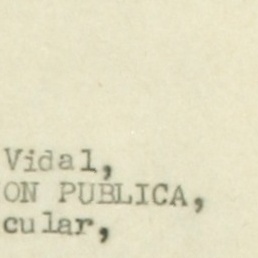 Vidal,
ON PUBLICA,
cular,